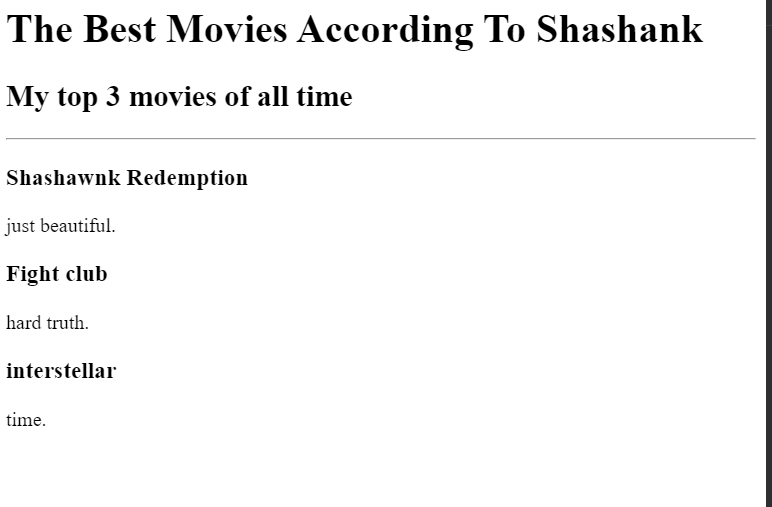 The Best Movies According To Shashank
My top 3 movies of all time
Shashawnk Redemption
just beautiful.
Fight club
hard truth.
interstellar
time.